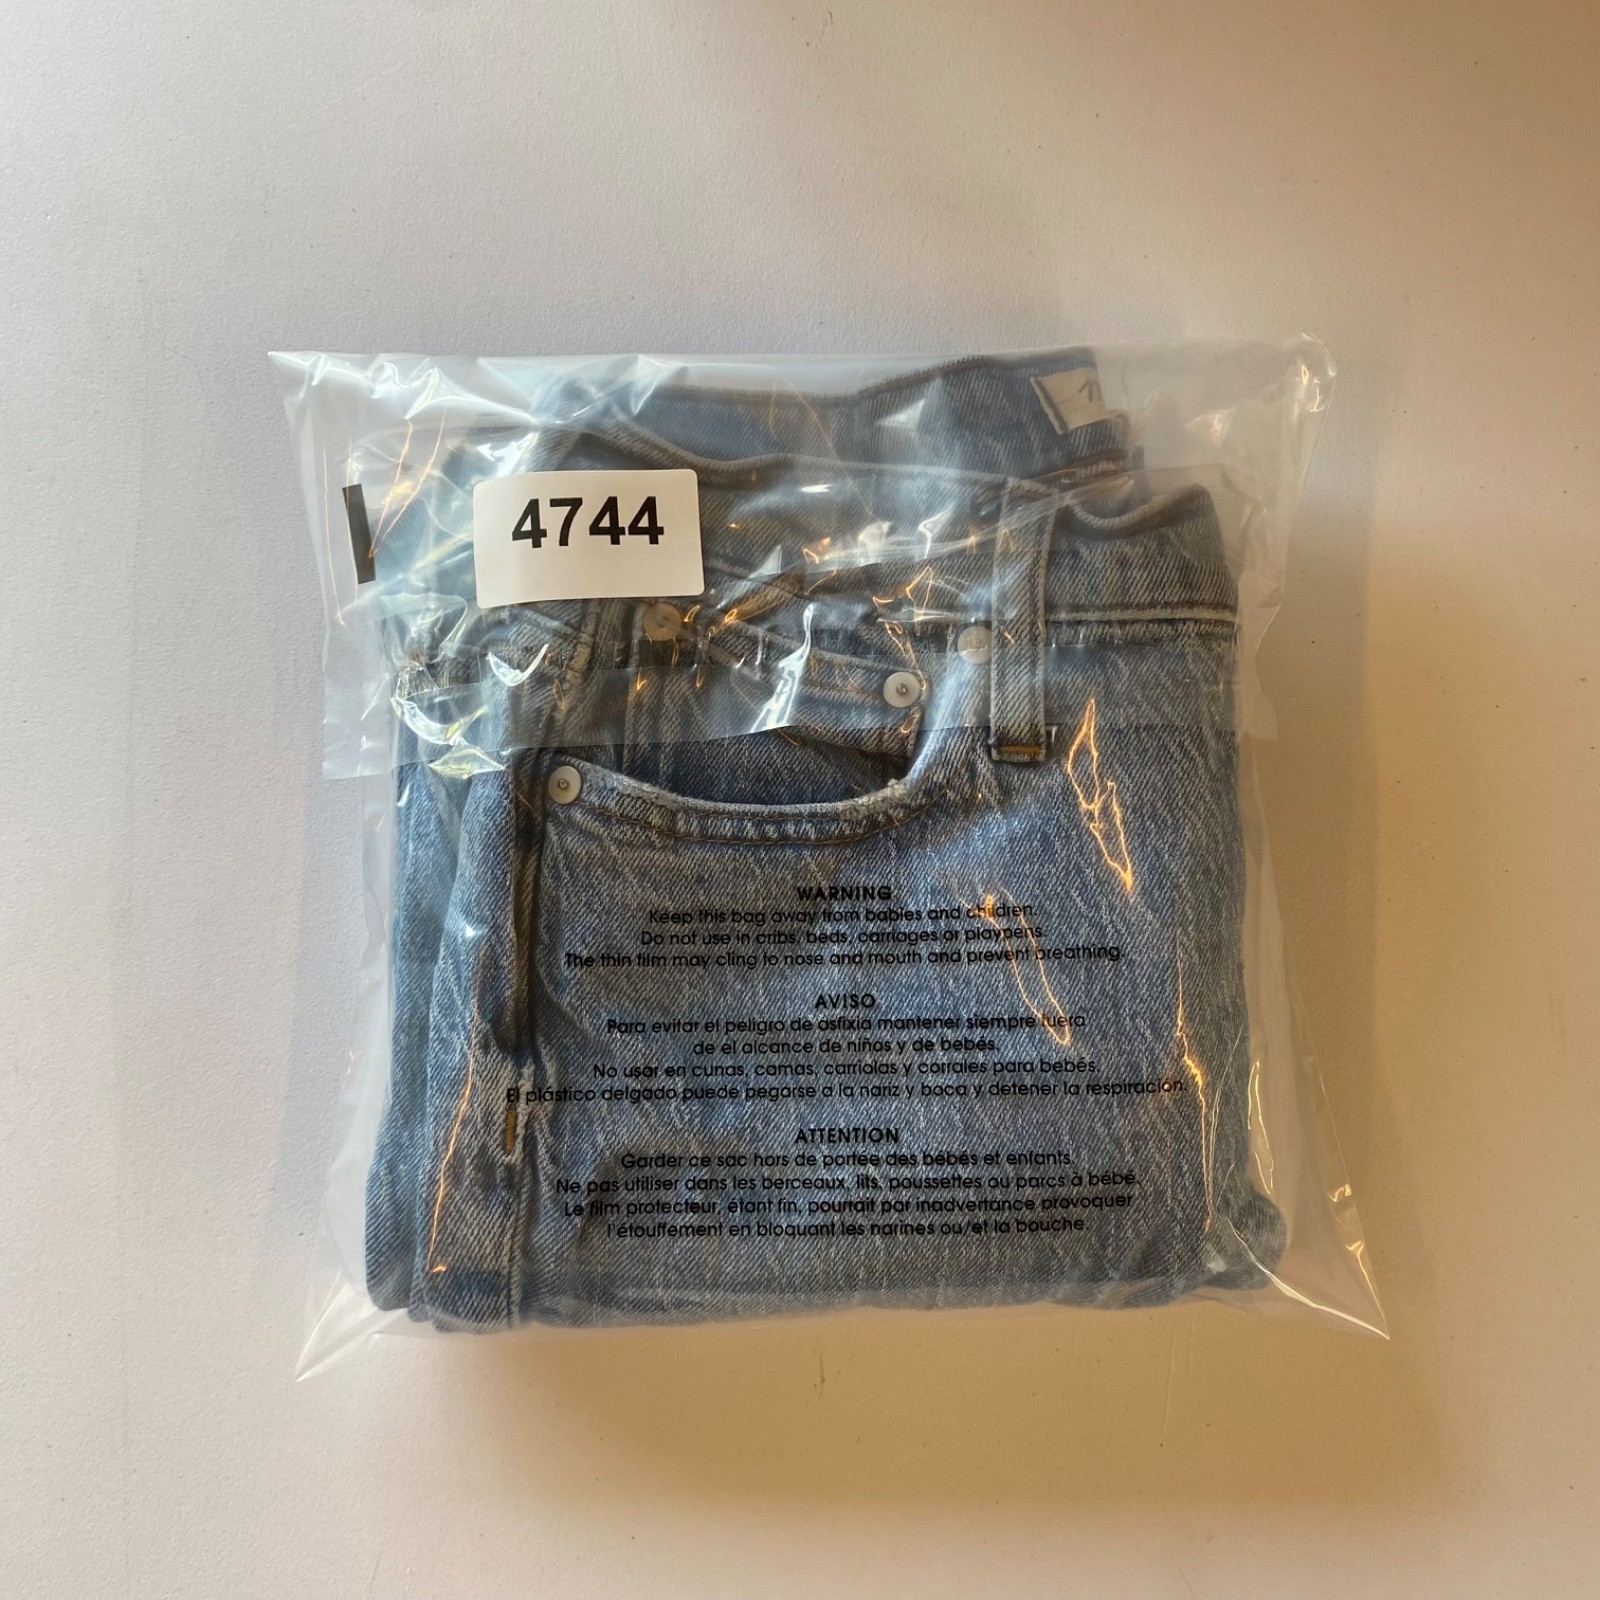 4744
WARNING
Keep this bag away from babies and children.
Do not use in cribs, beds, carriages or playpens
The thin film may cling to nose and mouth and prevent breathing.
AVISO
Para evitar el peligro de asfixia mantener siempre fuera
de el alcance de niños y de bebés.
No usar en cunas, camas, carriolas y corrales para bebés.
El plástico delgado puede pegarse a la nariz y boca y detener la respiración.
ATTENTION
Garder ce sac hors de portée des bébés et enfants.
Ne pas utiliser dans les berceaux, lits, poussettes ou parcs à bébé.
Le film protecteur, étant fin, pourrait par inadvertance provoquer
l'étouffement en bloquant les narines ou/et la bouche.